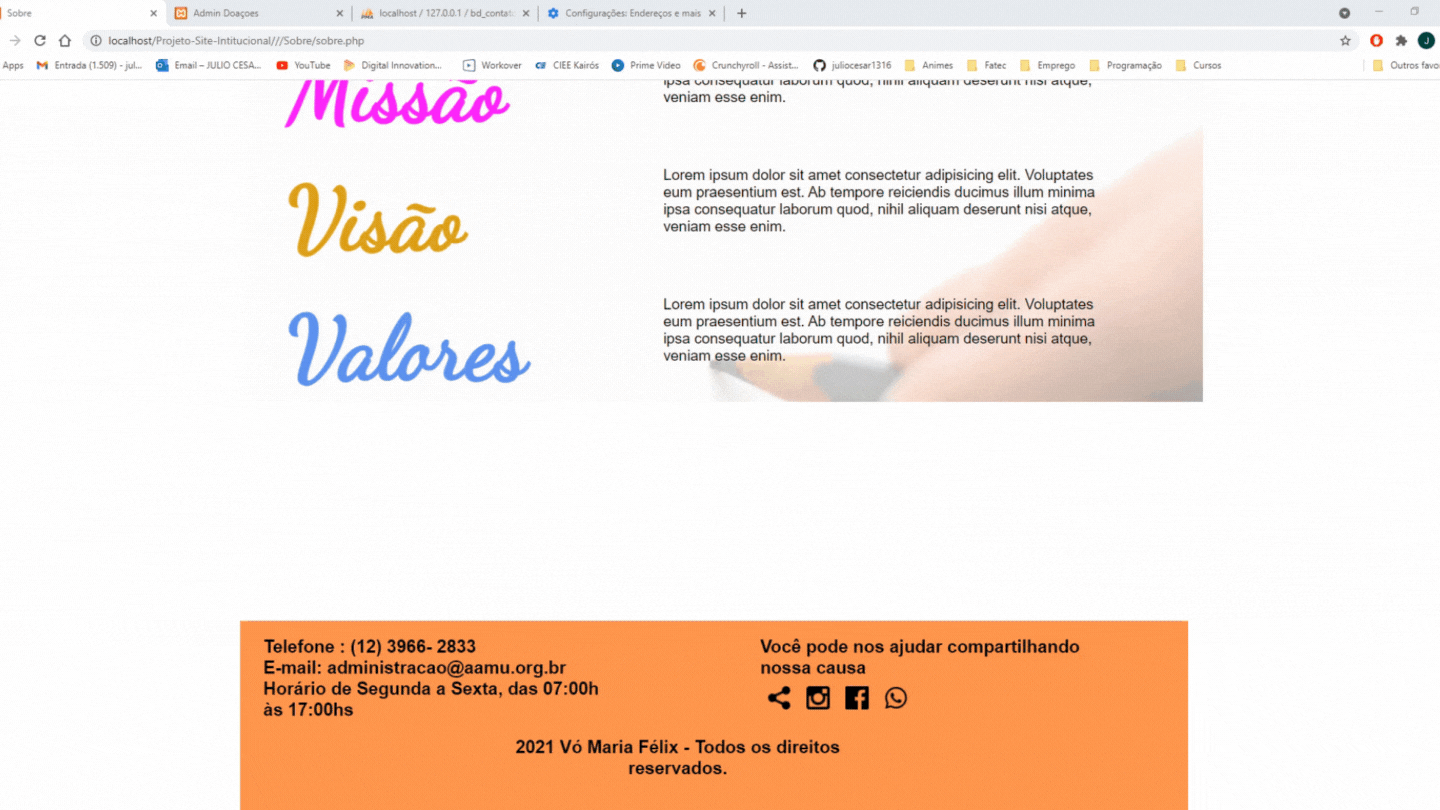 Sobre
Admin Doaçoes
localhost / 127.0.0.1 / bd_contato
Configurações: Endereços e mais
localhost/Projeto-Site-Intitucional///Sobre/sobre.php
J
Apps
Entrada (1.509) - jul...
Email – JULIO CESA...
YouTube
Digital Innovation...
Workover
CIEE Kairós
Prime Video
Crunchyroll - Assist...
juliocesar1316
Animes
Fatec
Emprego
Programação
Cursos
Outros favo
Missão
ipsa consequatur laborum quod, nihil aliquam deserunt nisi atque,
veniam esse enim.
Visão
Lorem ipsum dolor sit amet consectetur adipisicing elit. Voluptates
eum praesentium est. Ab tempore reiciendis ducimus illum minima
ipsa consequatur laborum quod, nihil aliquam deserunt nisi atque,
veniam esse enim.
Valores
Lorem ipsum dolor sit amet consectetur adipisicing elit. Voluptates
eum praesentium est. Ab tempore reiciendis ducimus illum minima
ipsa consequatur laborum quod, nihil aliquam deserunt nisi atque,
veniam esse enim.
Telefone : (12) 3966- 2833
E-mail: administracao@aamu.org.br
Horário de Segunda a Sexta, das 07:00h
às 17:00hs
Você pode nos ajudar compartilhando
nossa causa
2021 Vó Maria Félix - Todos os direitos
reservados.